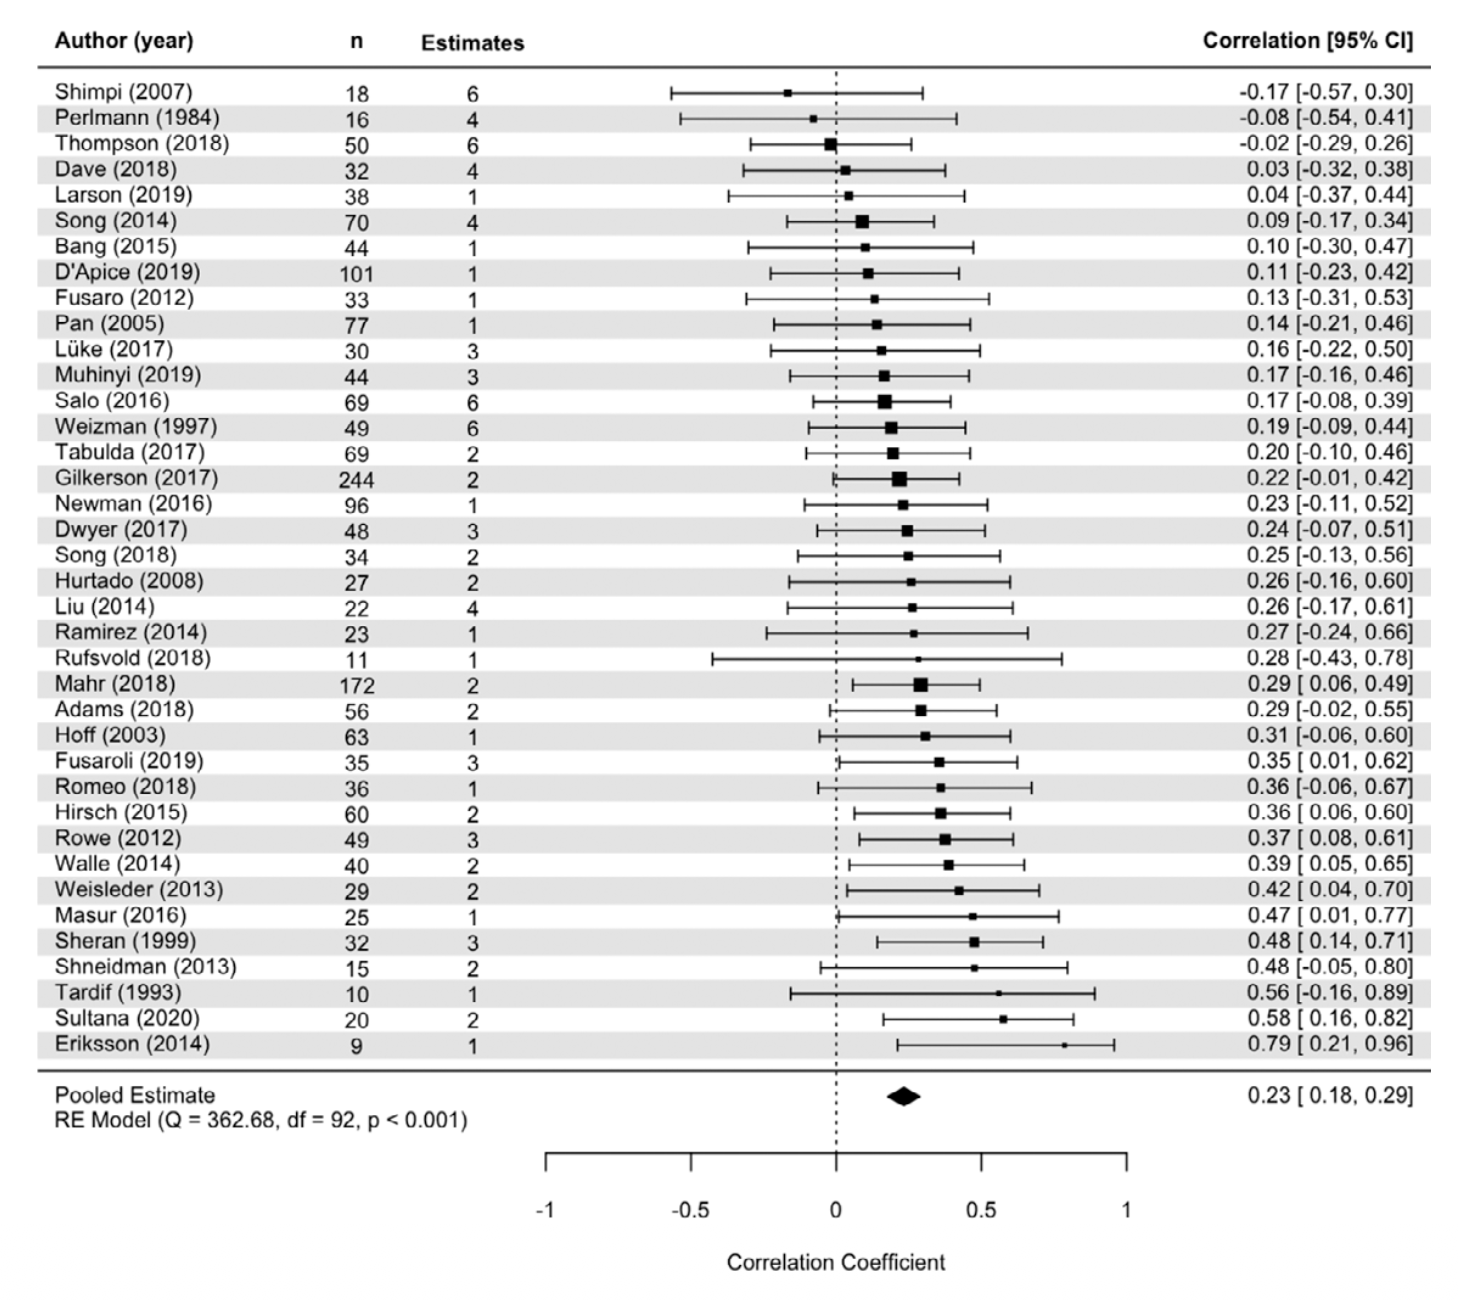 Author (year) n Estimates Correlation [95% CI]
Shimpi (2007) 18 6 -0.17 [-0.57, 0.30]
Perlmann (1984) 16 4 -0.08 [-0.54, 0.41]
Thompson (2018) 50 6 -0.02 [-0.29, 0.26]
Dave (2018) 32 4 0.03 [-0.32, 0.38]
Larson (2019) 38 1 0.04 [-0.37, 0.44]
Song (2014) 70 4 0.09 [-0.17, 0.34]
Bang (2015) 44 1 0.10 [-0.30, 0.47]
D'Apice (2019) 101 1 0.11 [-0.23, 0.42]
Fusaro (2012) 33 1 0.13 [-0.31, 0.53]
Pan (2005) 77 1 0.14 [-0.21, 0.46]
Lüke (2017) 30 3 0.16 [-0.22, 0.50]
Muhinyi (2019) 44 3 0.17 [-0.16, 0.46]
Salo (2016) 69 6 0.17 [-0.08, 0.39]
Weizman (1997) 49 6 0.19 [-0.09, 0.44]
Tabulda (2017) 69 2 0.20 [-0.10, 0.46]
Gilkerson (2017) 244 2 0.22 [-0.01, 0.42]
Newman (2016) 96 1 0.23 [-0.11, 0.52]
Dwyer (2017) 48 3 0.24 [-0.07, 0.51]
Song (2018) 34 2 0.25 [-0.13, 0.56]
Hurtado (2008) 27 2 0.26 [-0.16, 0.60]
Liu (2014) 22 4 0.26 [-0.17, 0.61]
Ramirez (2014) 23 1 0.27 [-0.24, 0.66]
Rufsvold (2018) 11 1 0.28 [-0.43, 0.78]
Mahr (2018) 172 2 0.29 [ 0.06, 0.49]
Adams (2018) 56 2 0.29 [-0.02, 0.55]
Hoff (2003) 63 1 0.31 [-0.06, 0.60]
Fusaroli (2019) 35 3 0.35 [ 0.01, 0.62]
Romeo (2018) 36 1 0.36 [-0.06, 0.67]
Hirsch (2015) 60 2 0.36 [ 0.06, 0.60]
Rowe (2012) 49 3 0.37 [ 0.08, 0.61]
Walle (2014) 40 2 0.39 [ 0.05, 0.65]
Weisleder (2013) 29 2 0.42 [ 0.04, 0.70]
Masur (2016) 25 1 0.47 [ 0.01, 0.77]
Sheran (1999) 32 3 0.48 [ 0.14, 0.71]
Shneidman (2013) 15 2 0.48 [-0.05, 0.80]
Tardif (1993) 10 1 0.56 [-0.16, 0.89]
Sultana (2020) 20 2 0.58 [ 0.16, 0.82]
Eriksson (2014) 9 1 0.79 [ 0.21, 0.96]
Pooled Estimate 0.23 [ 0.18, 0.29]
RE Model (Q = 362.68, df = 92, p < 0.001)
-1 -0.5 0 0.5 1
Correlation Coefficient